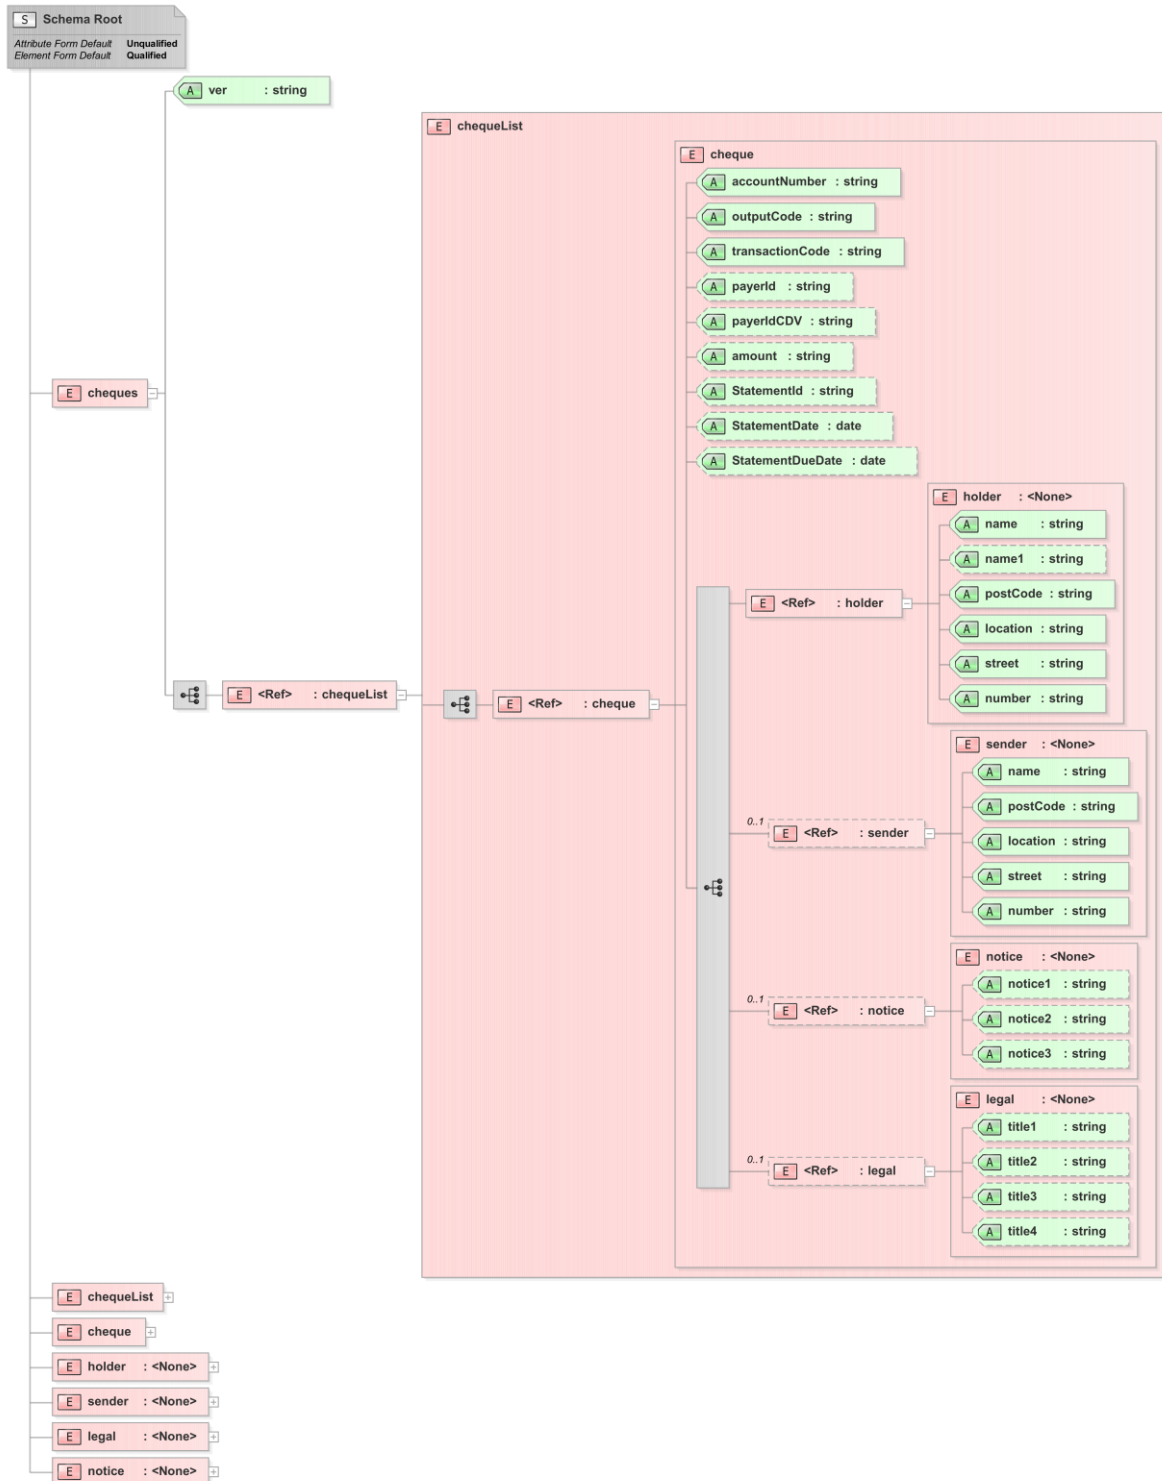 S Schema Root
Attribute Form Default Unqualified
Element Form Default Qualified
A ver : string
E chequeList
E cheque
A accountNumber : string
A outputCode : string
A transactionCode : string
A payerId : string
A payerIdCDV : string
A amount : string
A StatementId : string
A StatementDate : date
A StatementDueDate : date
E cheques
E holder : <None>
A name : string
A name1 : string
A postCode : string
A location : string
A street : string
A number : string
E <Ref> : holder
E <Ref> : chequeList
E <Ref> : cheque
E sender : <None>
A name : string
A postCode : string
A location : string
A street : string
A number : string
0..1
E <Ref> : sender
E notice : <None>
A notice1 : string
A notice2 : string
A notice3 : string
0..1
E <Ref> : notice
E legal : <None>
A title1 : string
A title2 : string
A title3 : string
A title4 : string
0..1
E <Ref> : legal
E chequeList
E cheque
E holder : <None>
E sender : <None>
E legal : <None>
E notice : <None>